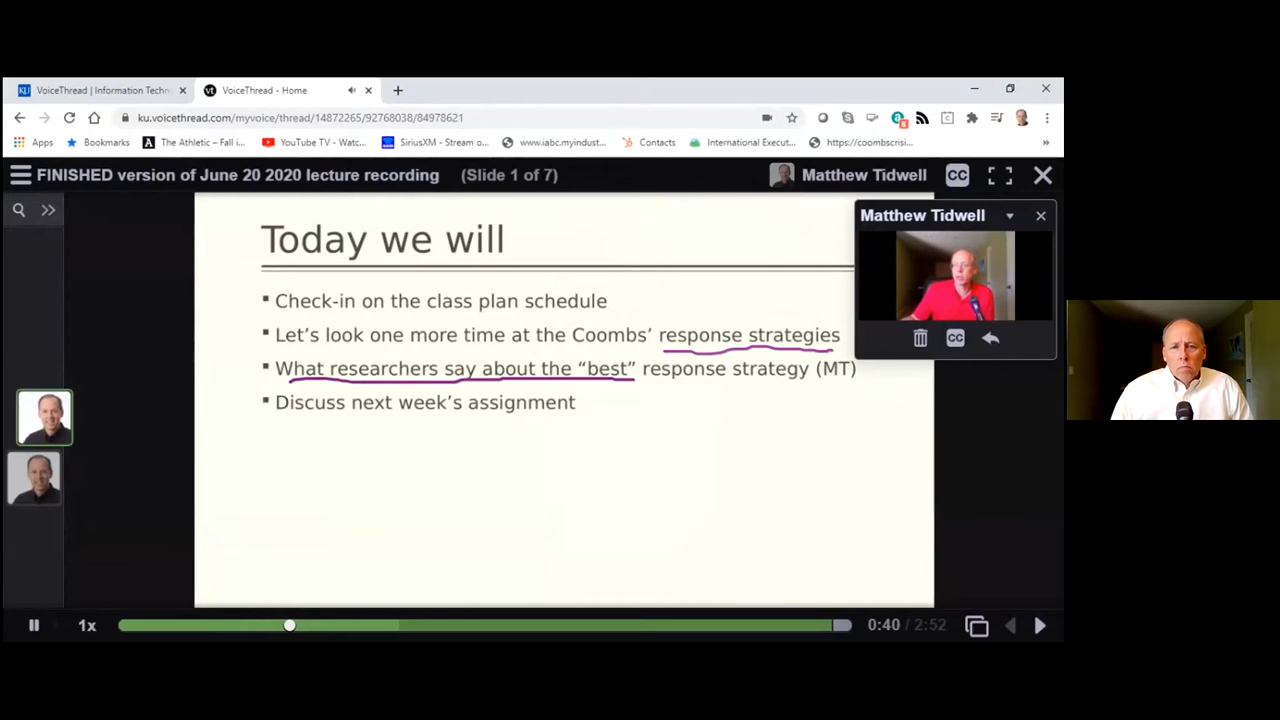 VoiceThread | Information Techn
VoiceThread - Home
ku.voicethread.com/myvoice/thread/14872265/92768038/84978621
Apps
Bookmarks
A
The Athletic – Fall i...
YouTube TV - Watc...
SiriusXM - Stream o...
www.iabc.myindust...
Contacts
International Execut...
https://coombscrisi...
»
FINISHED version of June 20 2020 lecture recording (Slide 1 of 7)
Matthew Tidwell
CC
Matthew Tidwell
CC
Today we will
▪ Check-in on the class plan schedule
▪ Let’s look one more time at the Coombs’ response strategies
▪ What researchers say about the “best” response strategy (MT)
▪ Discuss next week’s assignment
1x
0:40 / 2:52